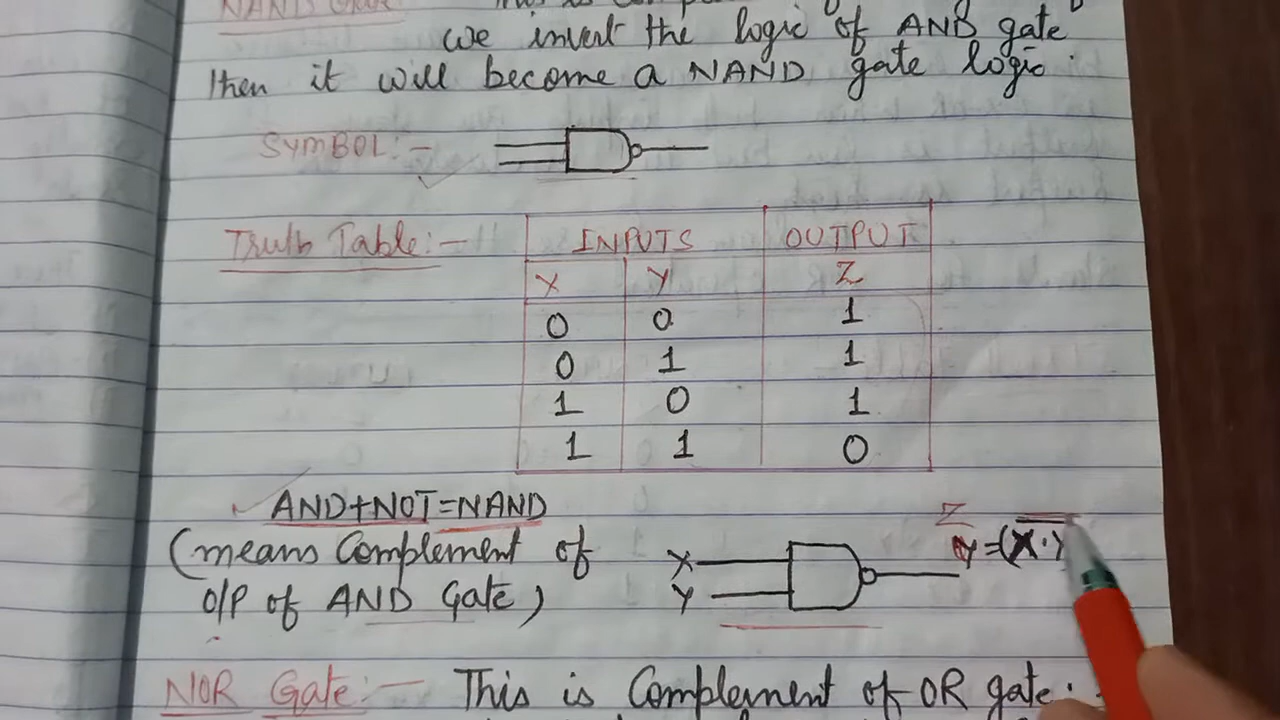 we invert the logic of AND gate
then it will become a NAND gate logic.
SYMBOL:-
Truth Table:-
INPUTS OUTPUT
X Y Z
0 0 1
0 1 1
1 0 1
1 1 0
AND+NOT=NAND
(means Complement of
O/P of AND Gate)
X
Y
Z
Y=(X.Y
NOR Gate:- This is Complement of OR gate.